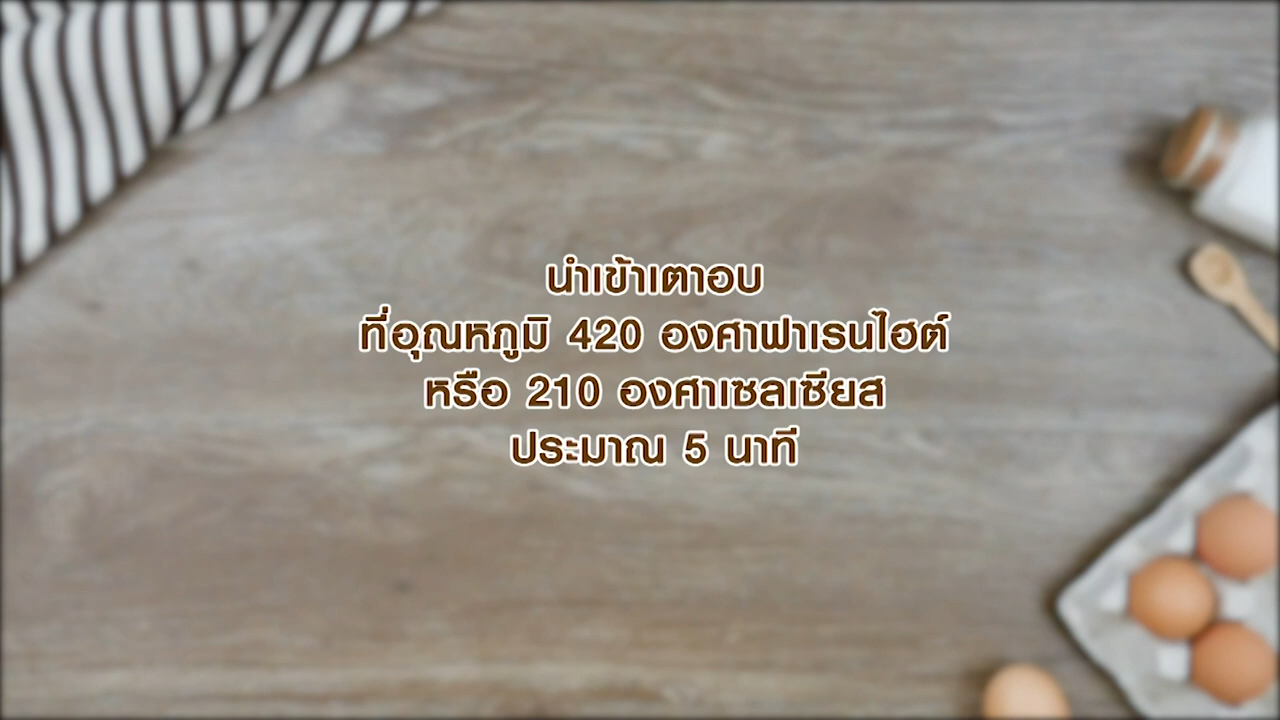 นำเข้าเตาอบ
ที่อุณหภูมิ 420 องศาฟาเรนไฮต์
หรือ 210 องศาเซลเซียส
ประมาณ 5 นาที